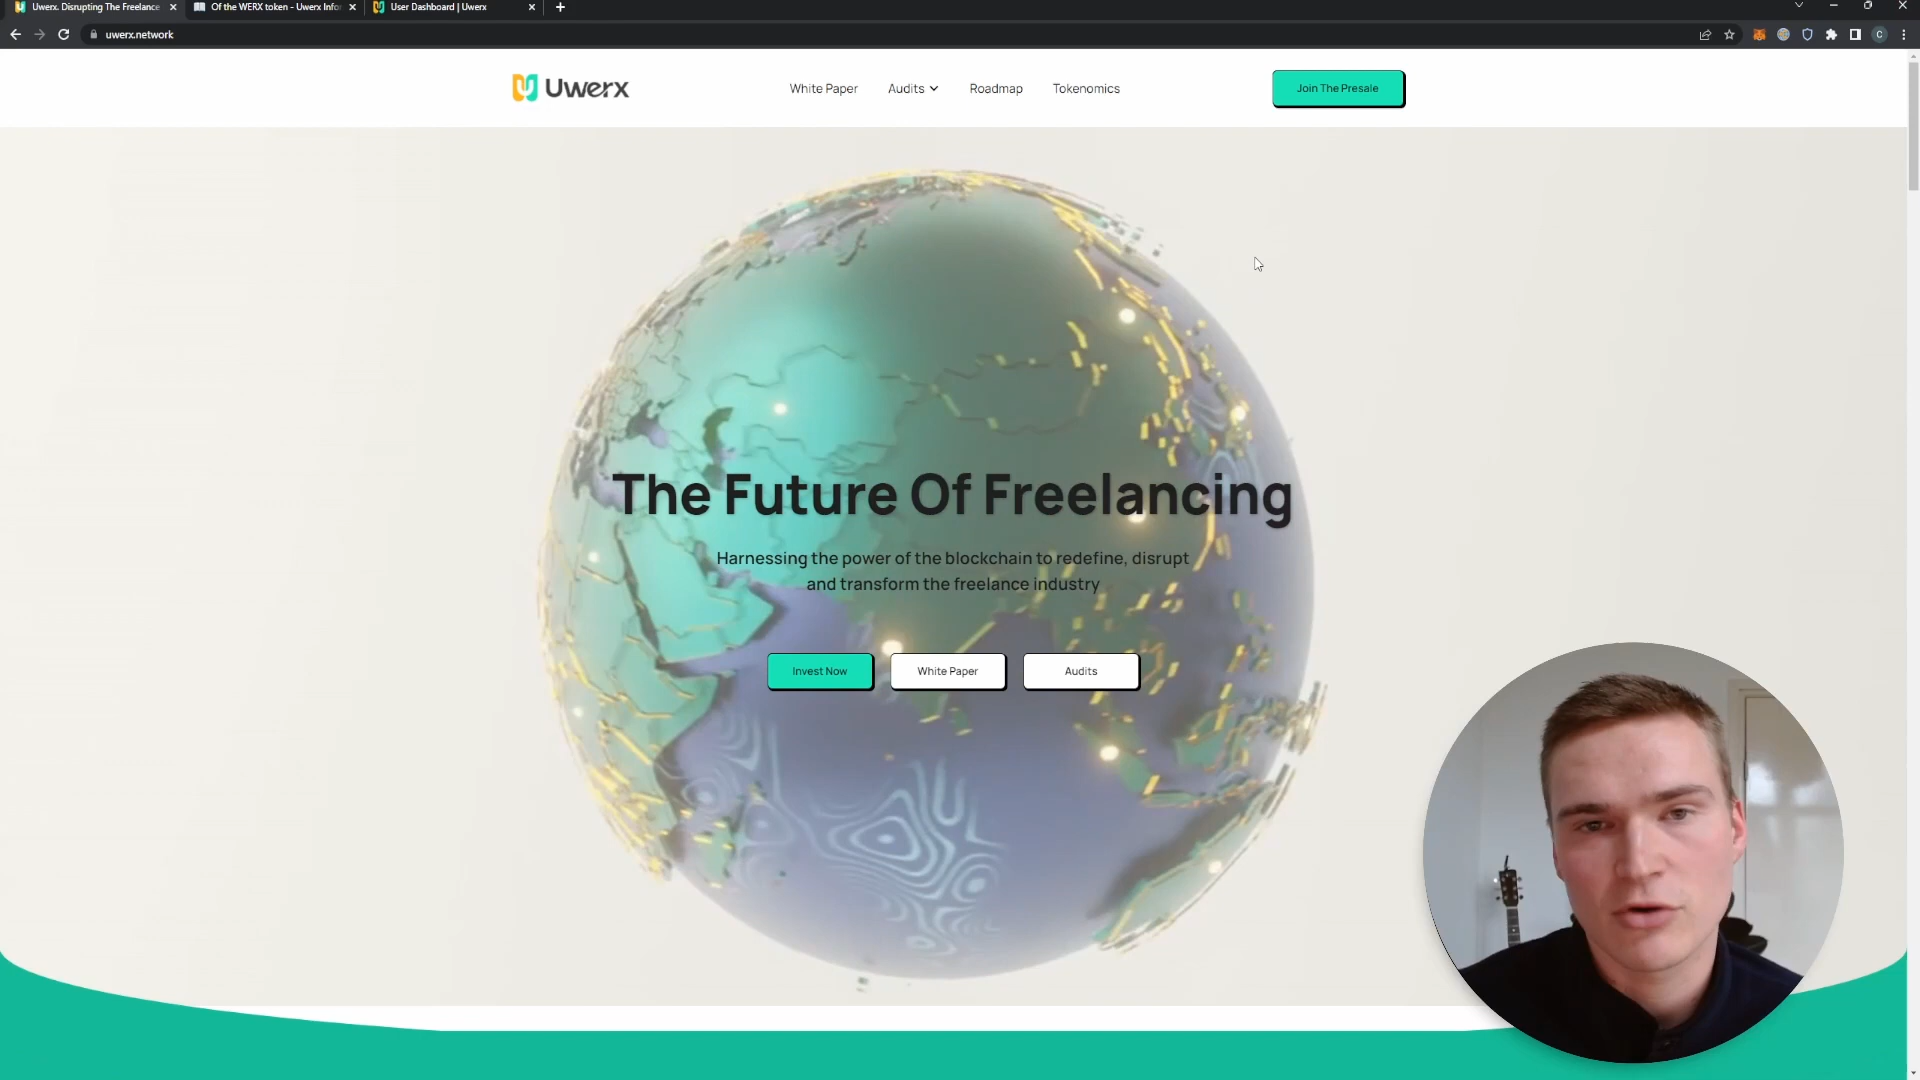 Uwerx. Disrupting The Freelance
Of the WERX token - Uwerx Infor
User Dashboard | Uwerx
uwerx.network
C
Uwerx
White Paper
Audits
Roadmap
Tokenomics
Join The Presale
The Future Of Freelancing
Harnessing the power of the blockchain to redefine, disrupt
and transform the freelance industry
Invest Now
White Paper
Audits